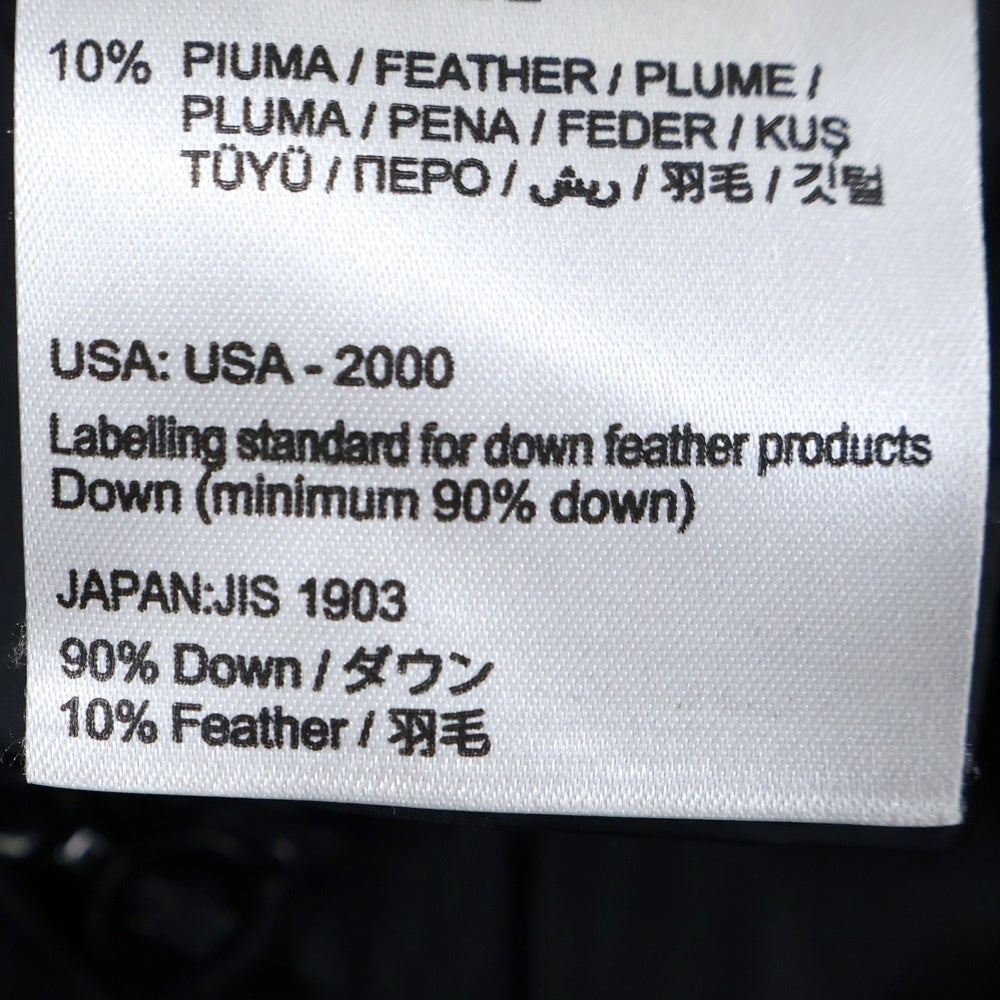 10% PIUMA / FEATHER / PLUME /
PLUMA / PENA / FEDER / KUŞ
TÜYÜ / ПЕРО / ريش / 羽毛 / 깃털
USA: USA - 2000
Labelling standard for down feather products
Down (minimum 90% down)
JAPAN:JIS 1903
90% Down / ダウン
10% Feather / 羽毛